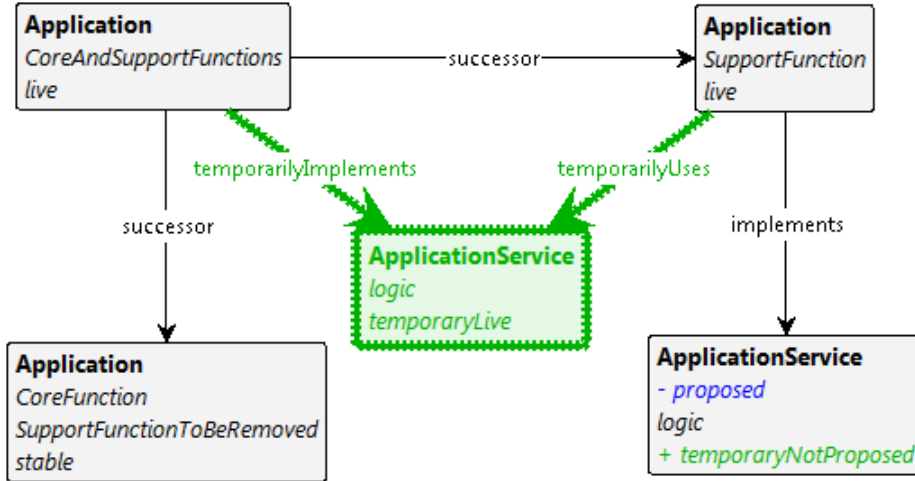 Application
CoreAndSupportFunctions
live
successor
Application
SupportFunction
live
temporarilyImplements
temporarilyUses
successor
implements
ApplicationService
logic
temporaryLive
Application
CoreFunction
SupportFunctionToBeRemoved
stable
ApplicationService
- proposed
logic
+ temporaryNotProposed